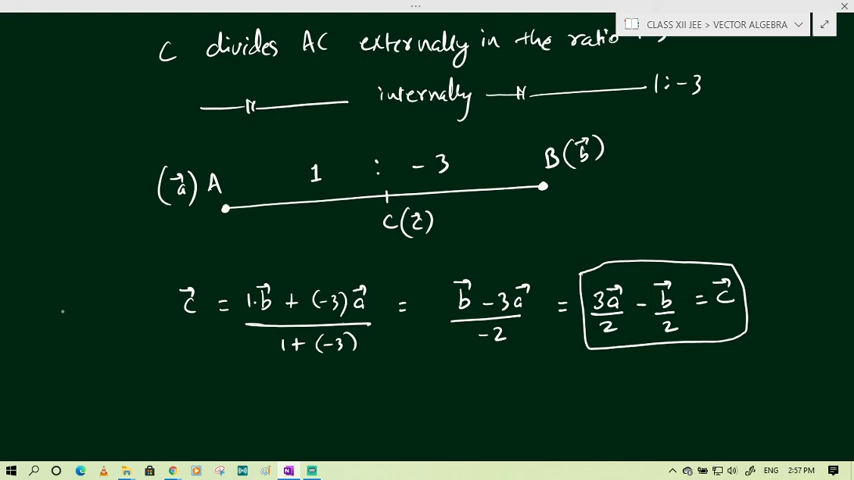 CLASS XII JEE > VECTOR ALGEBRA
C divides AC externally in the ratio
—"— internally —"— 1:-3
(a⃗) A 1 : -3 B(b⃗)
C(c⃗)
c⃗ = 1·b⃗ + (-3)a⃗ / 1 + (-3) = b⃗ - 3a⃗ / -2 = 3a⃗/2 - b⃗/2 = c⃗
ENG 2:57 PM